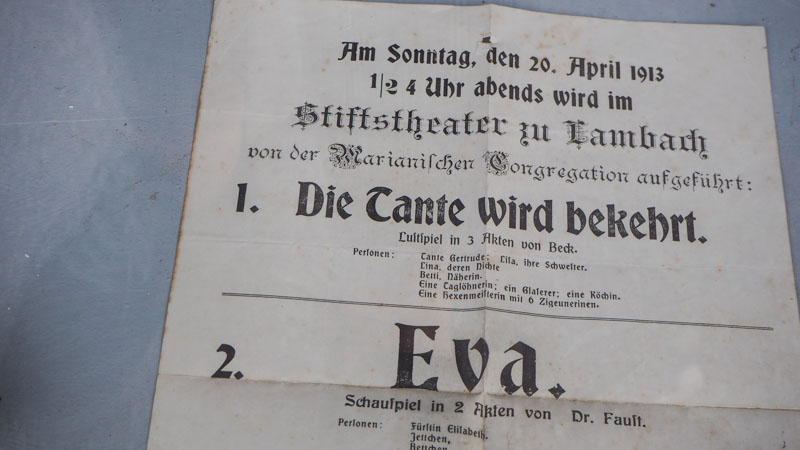 Am Sonntag, den 20. April 1913
1/2 4 Uhr abends wird im
Stiftstheater zu Lambach
von der Marianischen Congregation aufgeführt:
1. Die Tante wird bekehrt.
Luſtſpiel in 3 Akten von Beck.
Perſonen: Tante Gertrude; Liſa, ihre Schweſter.
Lina, deren Nichte
Betti, Näherin.
Eine Taglöhnerin; ein Glaſerer; eine Köchin.
Eine Hexenmeiſterin mit 6 Zigeunerinen.
2. Eva.
Schauſpiel in 2 Akten von Dr. Fauſt.
Perſonen: Fürſtin Eliſabeth.
Jettchen,